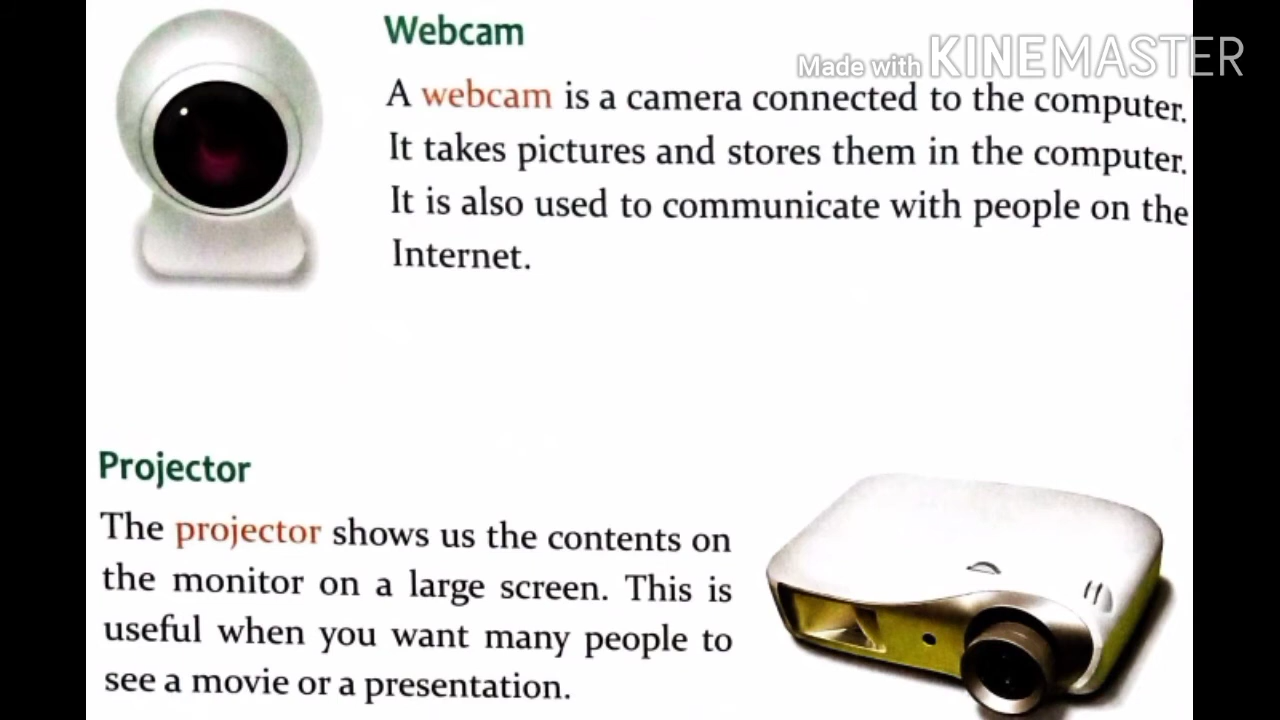 Webcam
Made with KINEMASTER
A webcam is a camera connected to the computer.
It takes pictures and stores them in the computer.
It is also used to communicate with people on the
Internet.
Projector
The projector shows us the contents on
the monitor on a large screen. This is
useful when you want many people to
see a movie or a presentation.